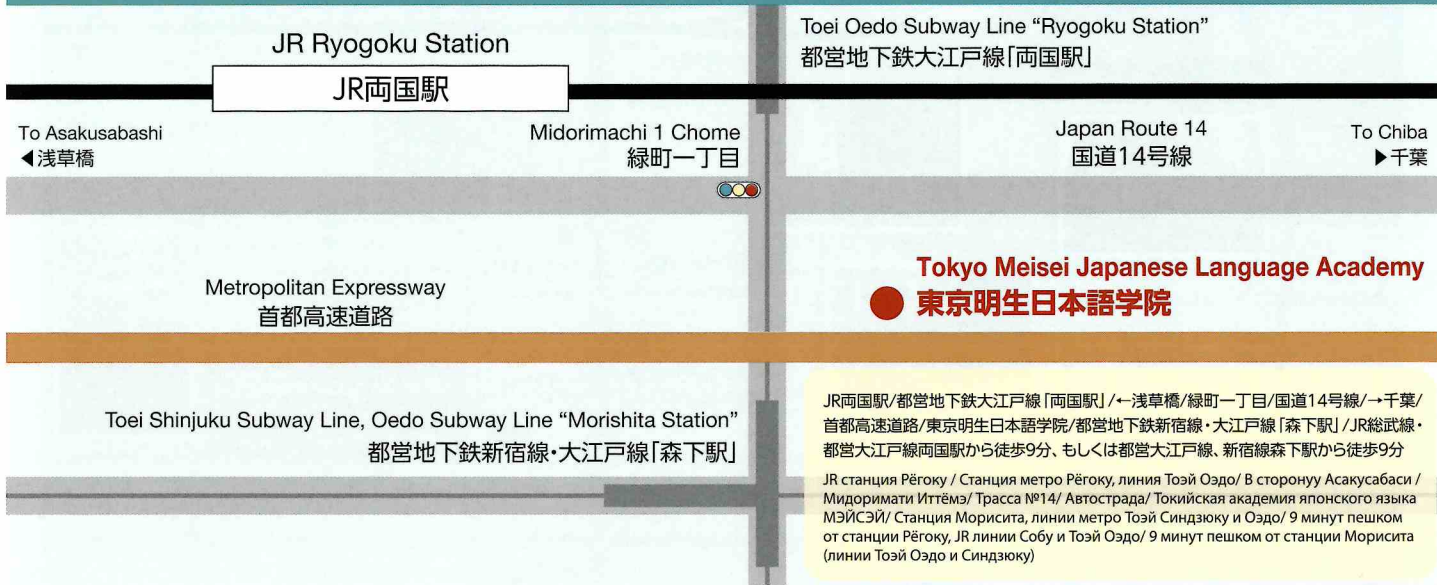 JR Ryogoku Station
JR両国駅
Toei Oedo Subway Line “Ryogoku Station”
都営地下鉄大江戸線「両国駅」
To Asakusabashi
◀浅草橋
Midorimachi 1 Chome
緑町一丁目
Japan Route 14
国道14号線
To Chiba
▶千葉
Metropolitan Expressway
首都高速道路
Tokyo Meisei Japanese Language Academy
東京明生日本語学院
Toei Shinjuku Subway Line, Oedo Subway Line “Morishita Station”
都営地下鉄新宿線・大江戸線「森下駅」
JR両国駅/都営地下鉄大江戸線「両国駅」/←浅草橋/緑町一丁目/国道14号線/→千葉/
首都高速道路/東京明生日本語学院/都営地下鉄新宿線・大江戸線「森下駅」/JR総武線・
都営大江戸線両国駅から徒歩9分、もしくは都営大江戸線、新宿線森下駅から徒歩9分
JR станция Рёгоку / Станция метро Рёгоку, линия Тоэй Оэдо/ В сторонуу Асакусабаси /
Мидоримати Иттёмэ/ Трасса №14/ Автострада/ Токийская академия японского языка
МЭЙСЭЙ/ Станция Морисита, линии метро Тоэй Синдзюку и Оэдо/ 9 минут пешком
от станции Рёгоку, JR линии Собу и Тоэй Оэдо/ 9 минут пешком от станции Морисита
(линии Тоэй Оэдо и Синдзюку)